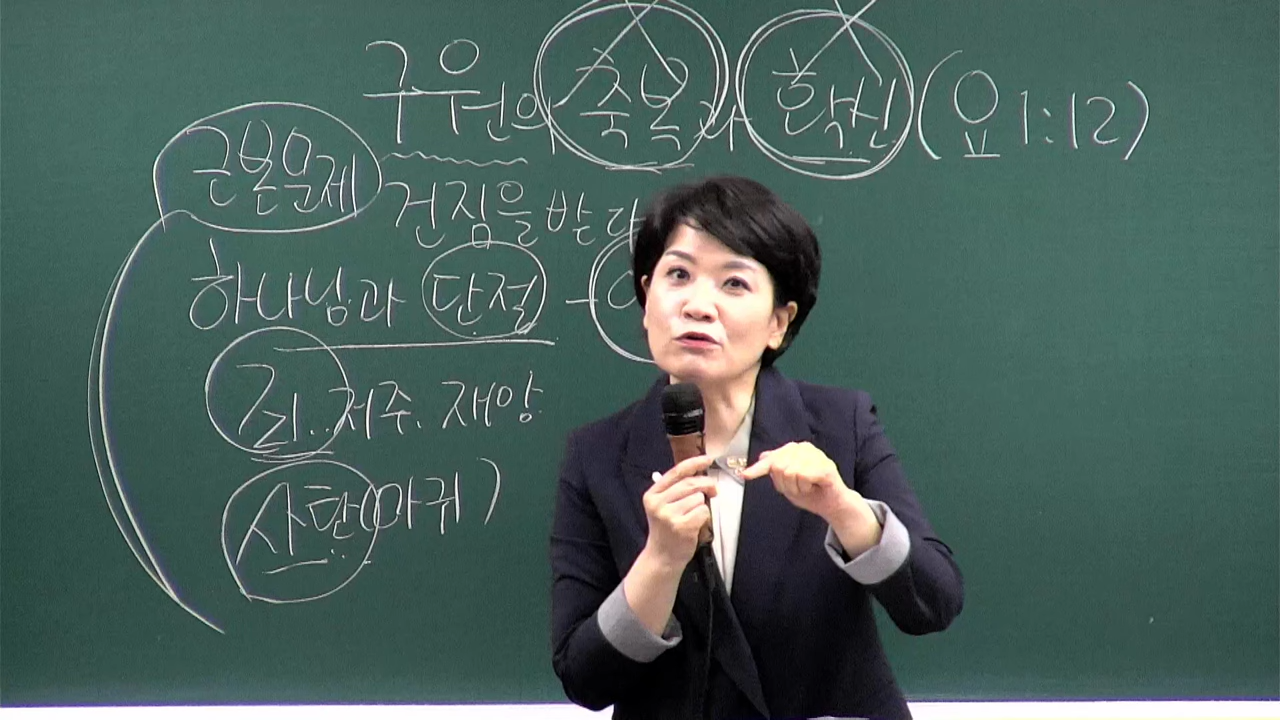 구원의 축복과 확신 (요 1:12)
근본문제
건짐을 받다
하나님과 단절 -
죄.. 저주. 재앙
사탄(마귀)